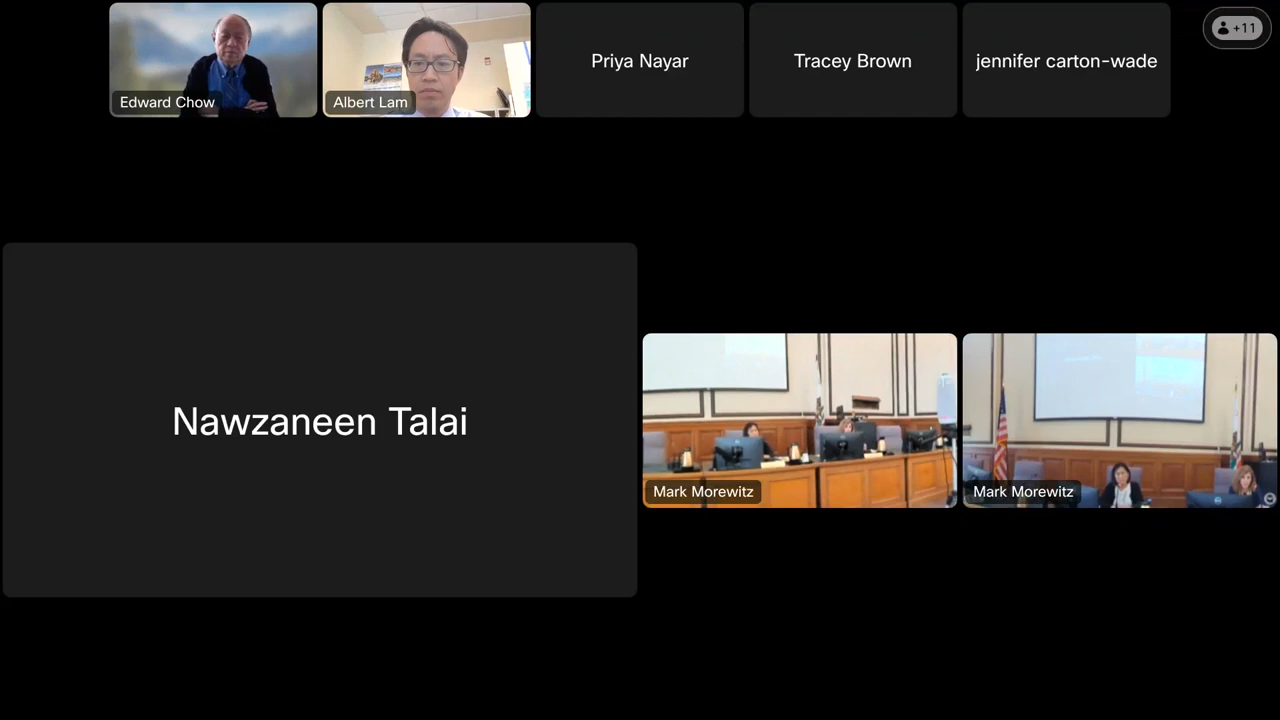 Edward Chow
Albert Lam
Priya Nayar
Tracey Brown
jennifer carton-wade
+11
Nawzaneen Talai
Mark Morewitz
Mark Morewitz